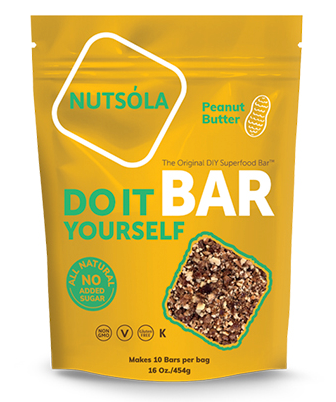 NUTSÓLA
Peanut
Butter
The Original DIY Superfood Bar™
DO IT BAR
YOURSELF
ALL NATURAL
NO
ADDED
SUGAR
NON
GMO
V
Gluten
FREE
K
Makes 10 Bars per bag
16 Oz./454g